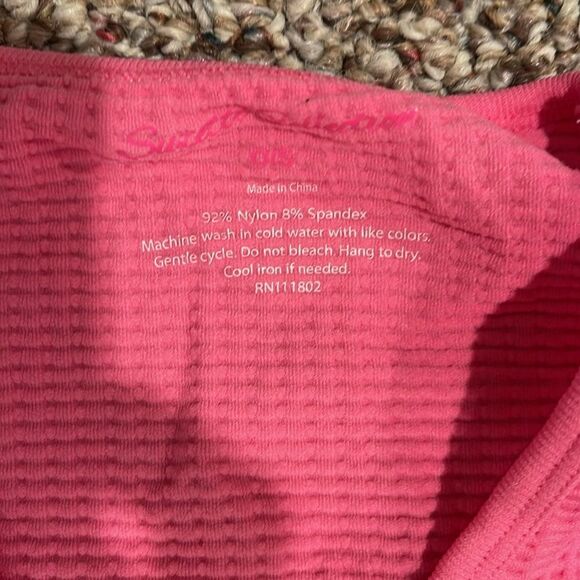 Made in China
92% Nylon 8% Spandex
Machine wash in cold water with like colors.
Gentle cycle. Do not bleach. Hang to dry.
Cool iron if needed.
RN111802